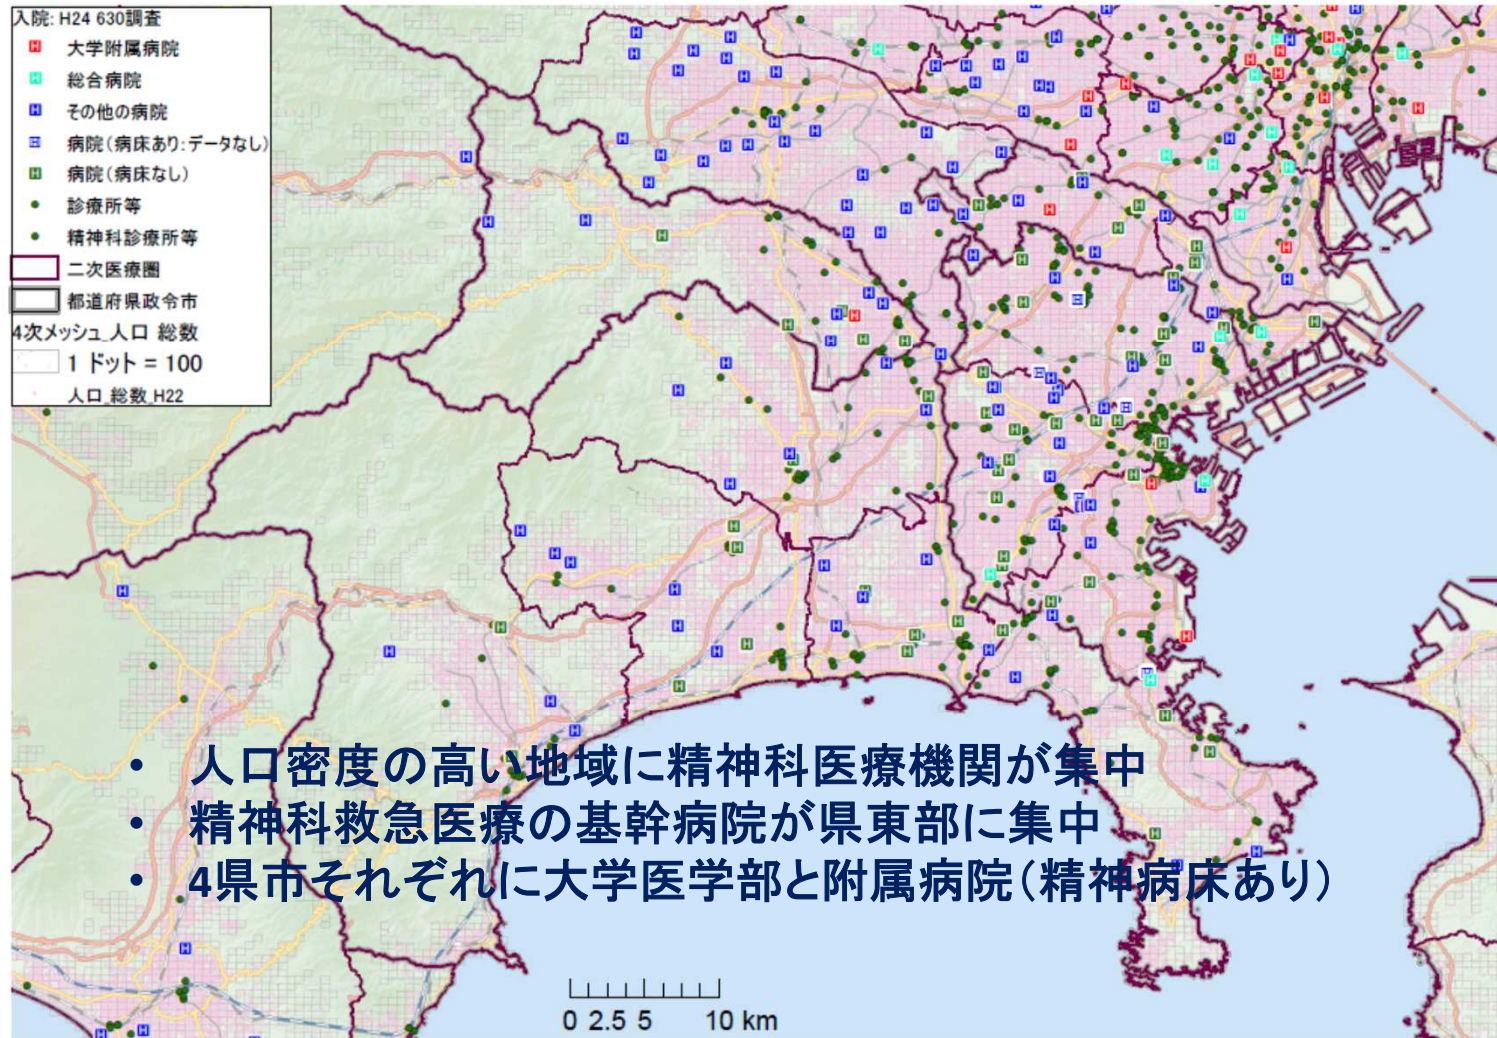 入院: H24 630調査
大学附属病院
総合病院
その他の病院
病院(病床あり:データなし)
病院(病床なし)
診療所等
精神科診療所等
二次医療圏
都道府県政令市
4次メッシュ_人口 総数
1 ドット = 100
人口_総数_H22
• 人口密度の高い地域に精神科医療機関が集中
• 精神科救急医療の基幹病院が県東部に集中
• 4県市それぞれに大学医学部と附属病院(精神病床あり)
0 2.5 5 10 km